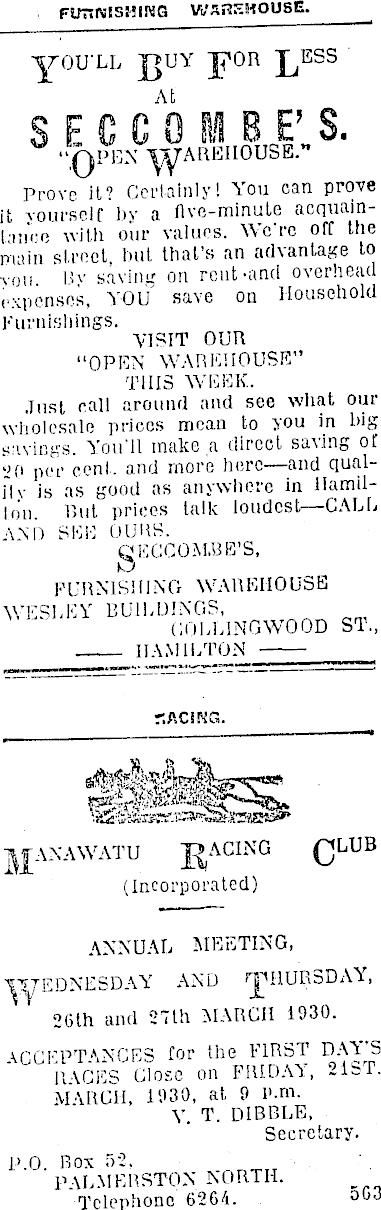 FURNISHING WAREHOUSE.
YOU'LL BUY FOR LESS
At
SECCOMBE'S.
"OPEN WAREHOUSE."
Prove it? Certainly! You can prove
it yourself by a five-minute acquain-
tance with our values. We're off the
main street, but that's an advantage to
you. By saving on rent and overhead
expenses, YOU save on Household
Furnishings.
VISIT OUR
"OPEN WAREHOUSE"
THIS WEEK.
Just call around and see what our
wholesale prices mean to you in big
savings. You'll make a direct saving of
20 per cent. and more here—and qual-
ity is as good as anywhere in Hamil-
ton. But prices talk loudest—CALL
AND SEE OURS.
SECCOMBE'S,
FURNISHING WAREHOUSE
WESLEY BUILDINGS,
COLLINGWOOD ST.,
—— HAMILTON ——
RACING.
MANAWATU RACING CLUB
(Incorporated)
ANNUAL MEETING,
WEDNESDAY AND THURSDAY,
26th and 27th MARCH 1930.
ACCEPTANCES for the FIRST DAY'S
RACES Close on FRIDAY, 21ST.
MARCH, 1930, at 9 p.m.
V. T. DIBBLE,
Secretary.
P.O. Box 52,
PALMERSTON NORTH.
Telephone 6264. 563